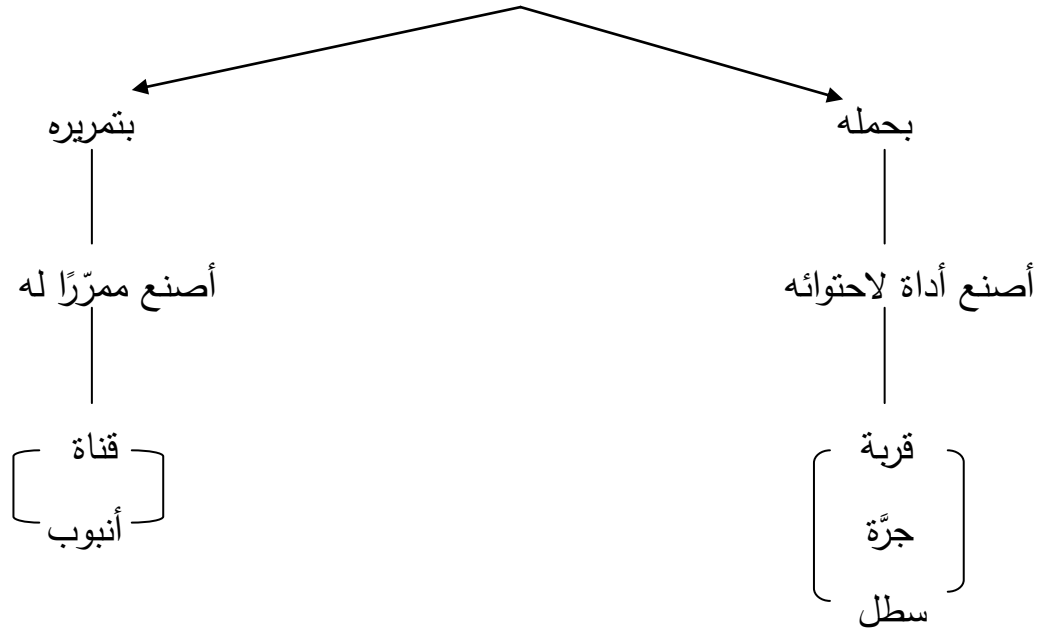 بحمله
بتمريره
أصنع أداة لاحتوائه
أصنع ممرّرًا له
قربة
قناة
جرَّة
أنبوب
سطل